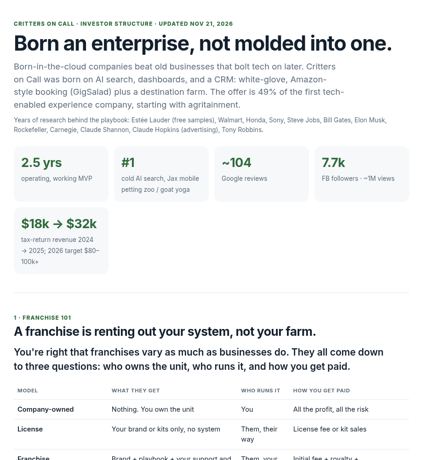 CRITTERS ON CALL · INVESTOR STRUCTURE · UPDATED NOV 21, 2026
Born an enterprise, not molded into one.
Born-in-the-cloud companies beat old businesses that bolt tech on later. Critters
on Call was born on AI search, dashboards, and a CRM: white-glove, Amazon-
style booking (GigSalad) plus a destination farm. The offer is 49% of the first tech-
enabled experience company, starting with agritainment.
Years of research behind the playbook: Estée Lauder (free samples), Walmart, Honda, Sony, Steve Jobs, Bill Gates, Elon Musk,
Rockefeller, Carnegie, Claude Shannon, Claude Hopkins (advertising), Tony Robbins.
2.5 yrs
operating, working MVP
#1
cold AI search, Jax mobile
petting zoo / goat yoga
~104
Google reviews
7.7k
FB followers · ~1M views
$18k → $32k
tax-return revenue 2024
→ 2025; 2026 target $80–
100k+
1 · FRANCHISE 101
A franchise is renting out your system, not your farm.
You're right that franchises vary as much as businesses do. They all come down
to three questions: who owns the unit, who runs it, and how you get paid.
MODEL WHAT THEY GET WHO RUNS IT HOW YOU GET PAID
Company-owned Nothing. You own the unit You All the profit, all the risk
License Your brand or kits only, no system Them, their License fee or kit sales
way
Franchise Brand + playbook + your support and Them, your Initial fee + royalty +